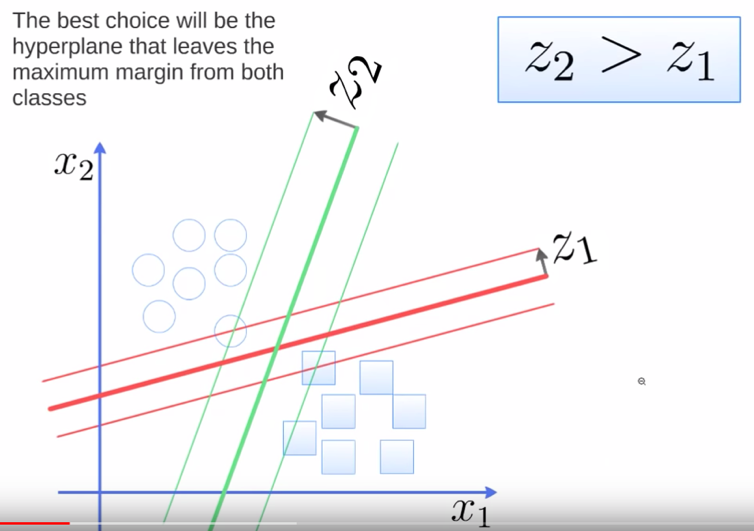 The best choice will be the
hyperplane that leaves the
maximum margin from both
classes
z₂ > z₁
z₂
x₂
z₁
x₁